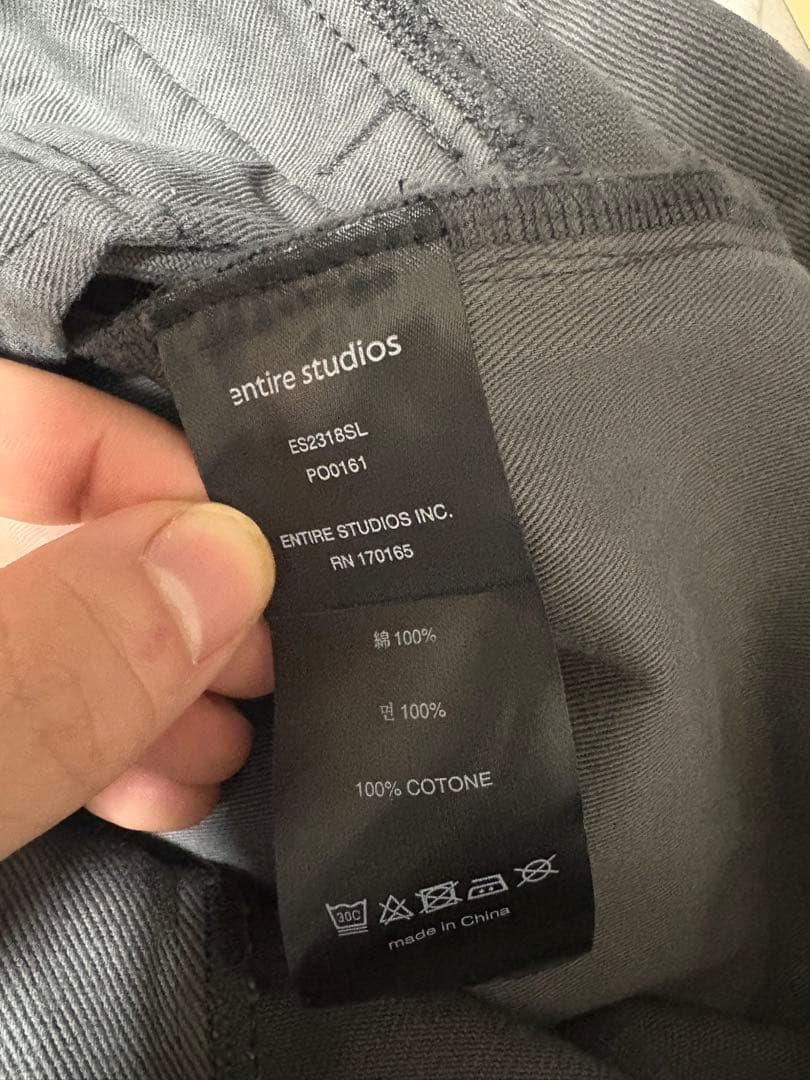 entire studios
ES2318SL
PO0161
ENTIRE STUDIOS INC.
RN 170165
綿 100%
면 100%
100% COTONE
30C
made in China